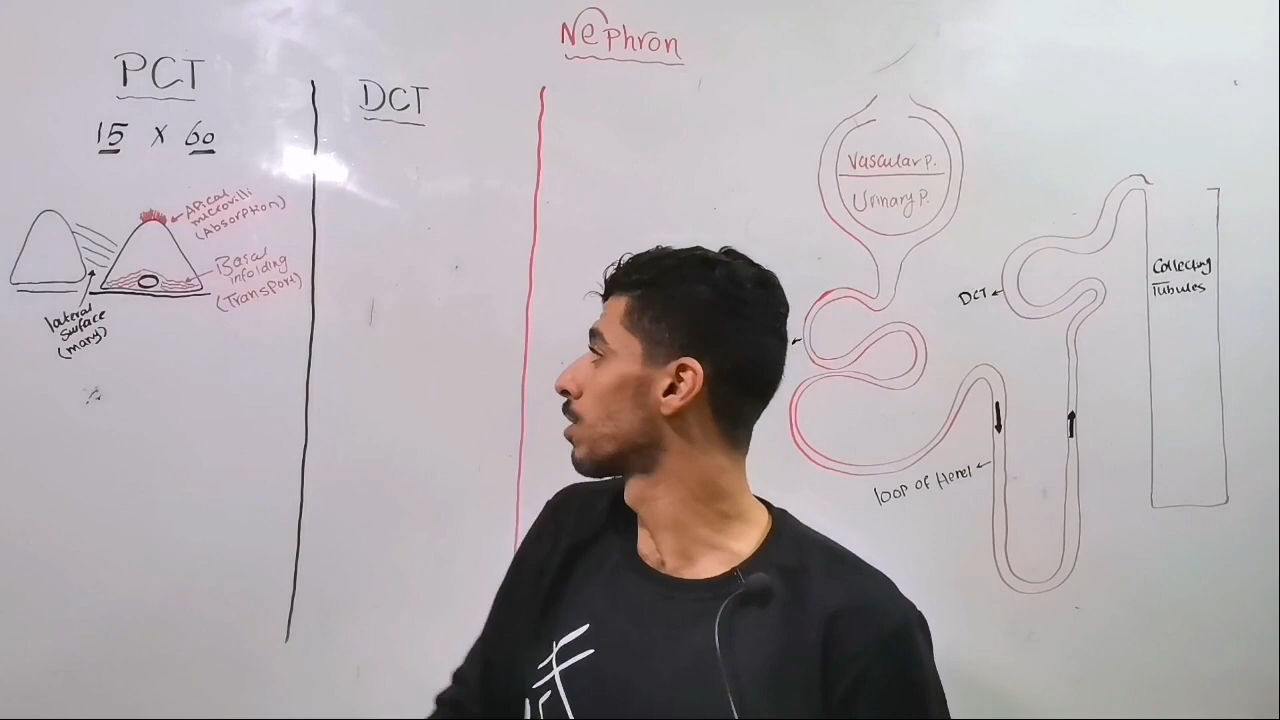 Nephron
PCT
15 x 60
Apical
microvilli
(Absorption)
Basal
infolding
(Transport)
lateral
surface
(many)
DCT
Vascular P.
Urinary P.
DCT
Collecting
Tubules
loop of Henel